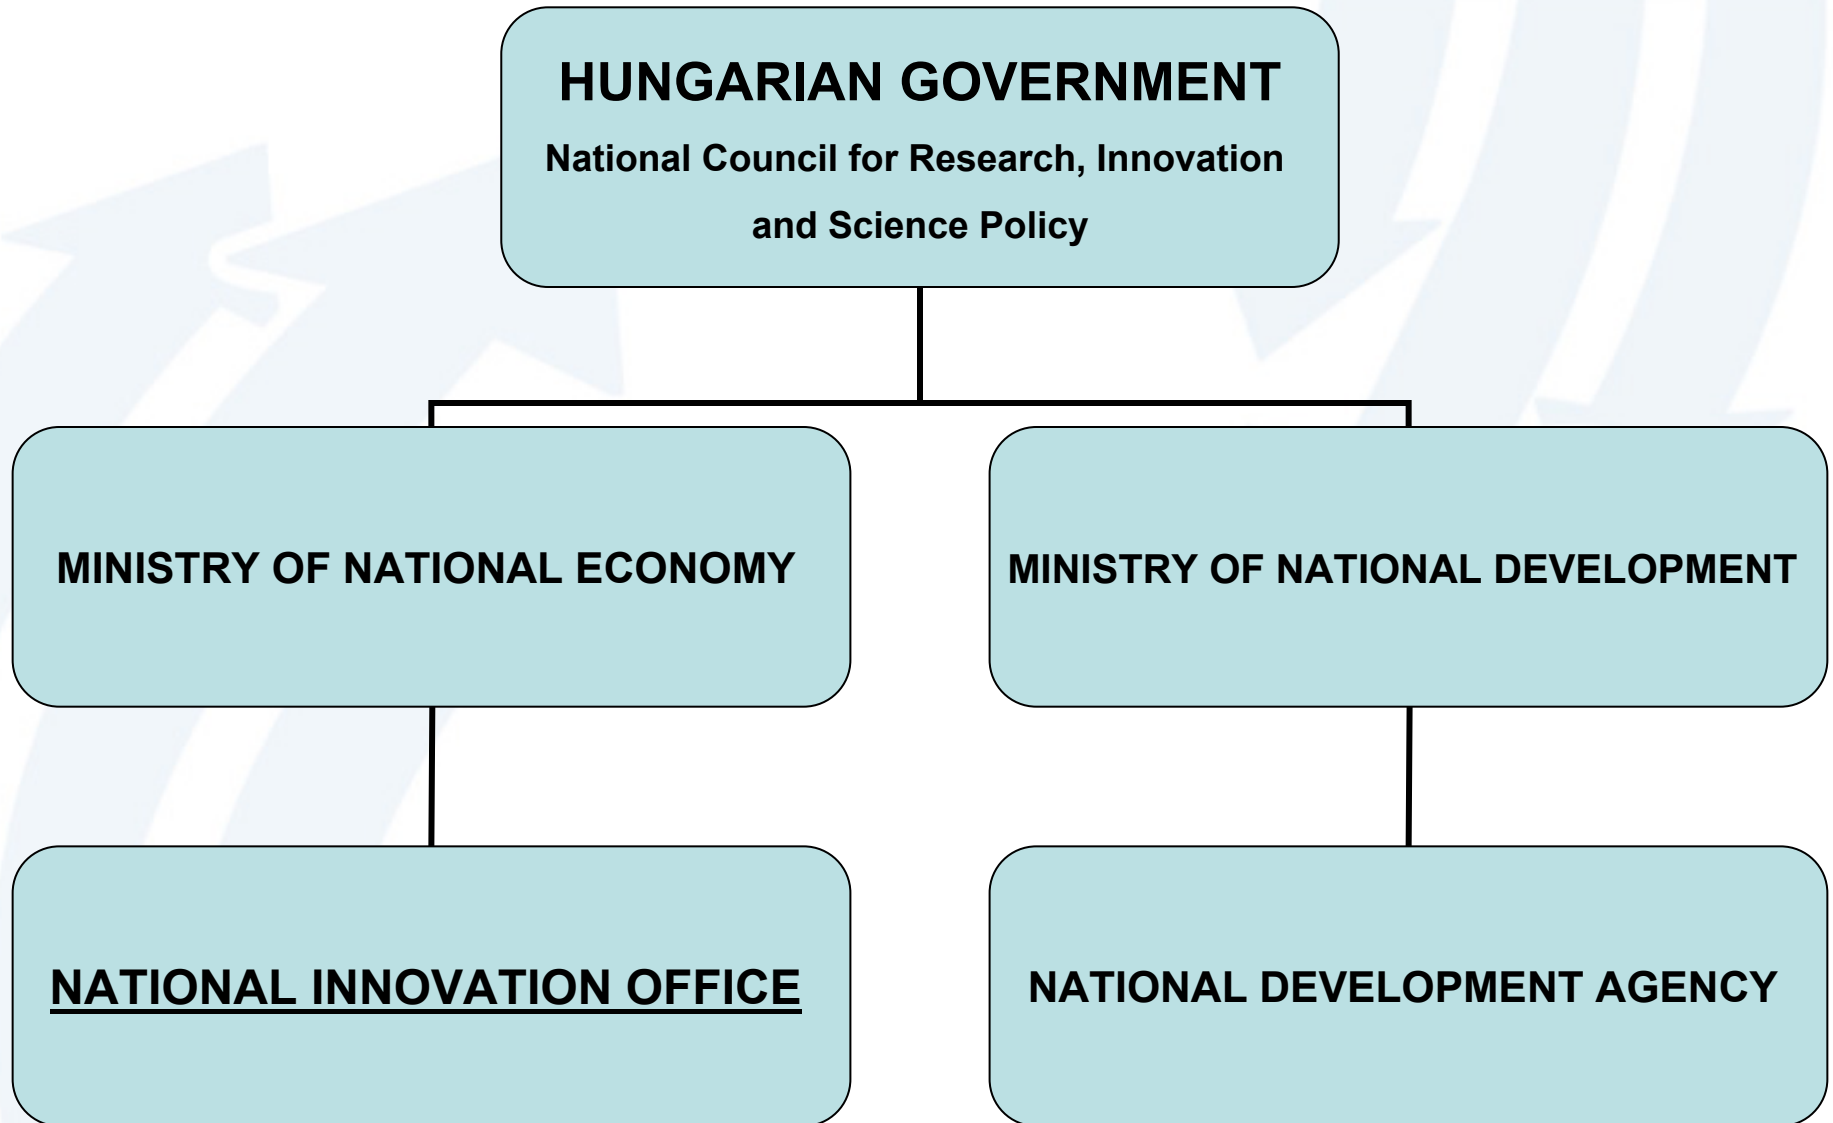 HUNGARIAN GOVERNMENT
National Council for Research, Innovation
and Science Policy
MINISTRY OF NATIONAL ECONOMY
MINISTRY OF NATIONAL DEVELOPMENT
NATIONAL INNOVATION OFFICE
NATIONAL DEVELOPMENT AGENCY